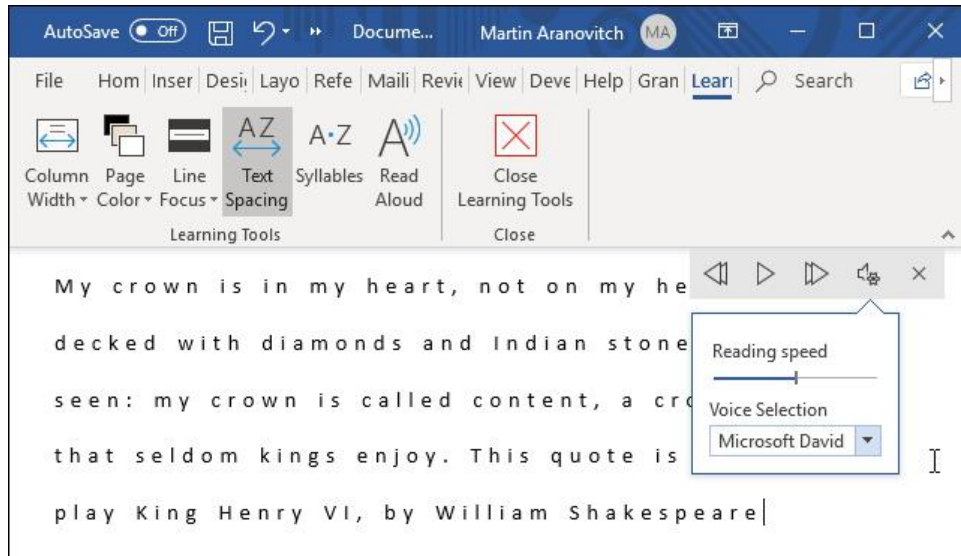 AutoSave Off Docume... Martin Aranovitch MA
File Hom Inser Desig Layo Refe Maili Revie View Deve Help Gran Learn Search
AZ A·Z A
Column Page Line Text Syllables Read Close
Width Color Focus Spacing Aloud Learning Tools
Learning Tools Close
My crown is in my heart, not on my he
decked with diamonds and Indian stone
Reading speed
seen: my crown is called content, a cro
Voice Selection
Microsoft David
that seldom kings enjoy. This quote is
play King Henry VI, by William Shakespeare